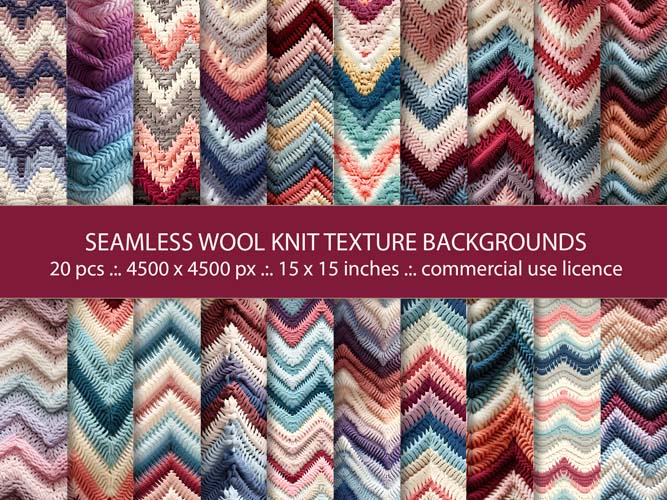 SEAMLESS WOOL KNIT TEXTURE BACKGROUNDS
20 pcs .:. 4500 x 4500 px .:. 15 x 15 inches .:. commercial use licence